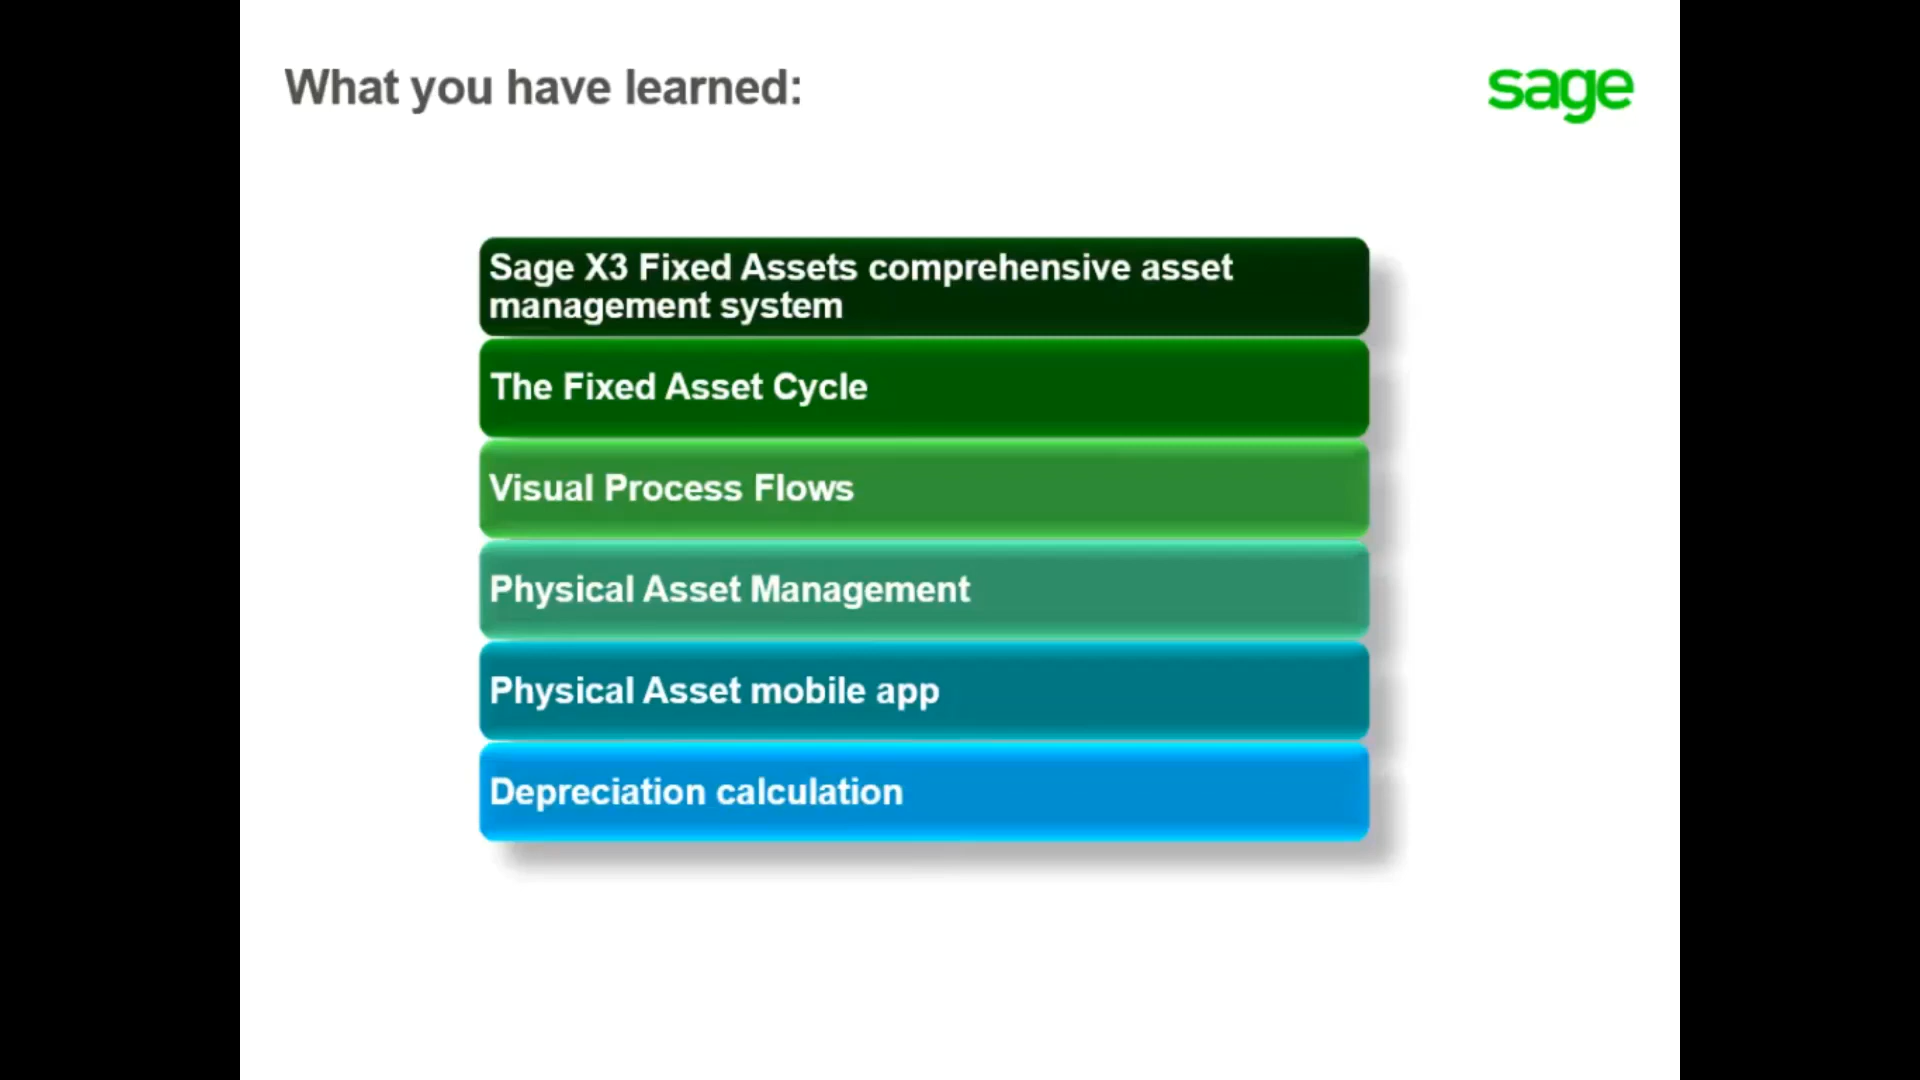 What you have learned:
sage
Sage X3 Fixed Assets comprehensive asset
management system
The Fixed Asset Cycle
Visual Process Flows
Physical Asset Management
Physical Asset mobile app
Depreciation calculation